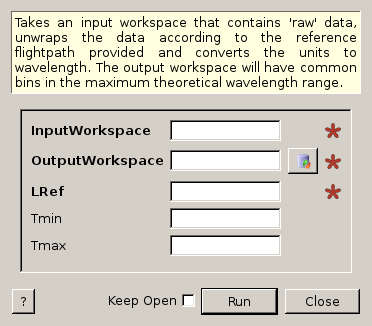 Takes an input workspace that contains 'raw' data,
unwraps the data according to the reference
flightpath provided and converts the units to
wavelength. The output workspace will have common
bins in the maximum theoretical wavelength range.
InputWorkspace
OutputWorkspace
LRef
Tmin
Tmax
? Keep Open Run Close